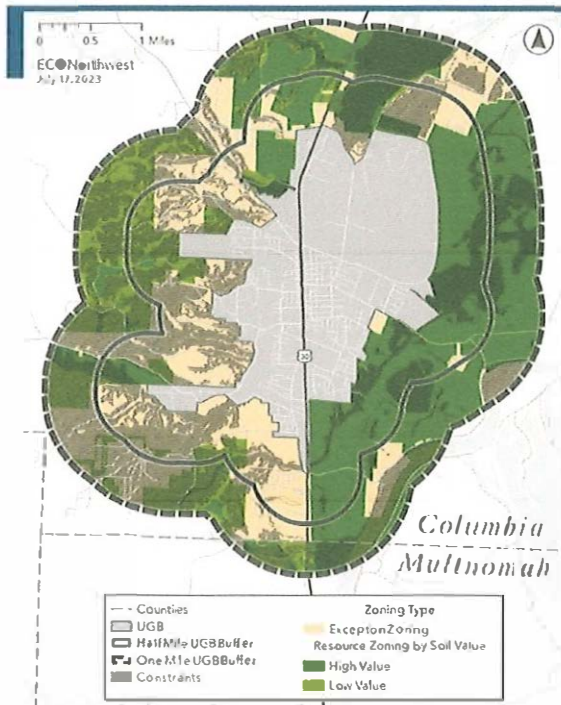 0 0.5 1 Miles
ECONorthwest
July 17, 2023
30
Columbia
Multnomah
Counties
UGB
Half Mile UGB Buffer
One Mile UGB Buffer
Constraints
Zoning Type
Exception Zoning
Resource Zoning by Soil Value
High Value
Low Value